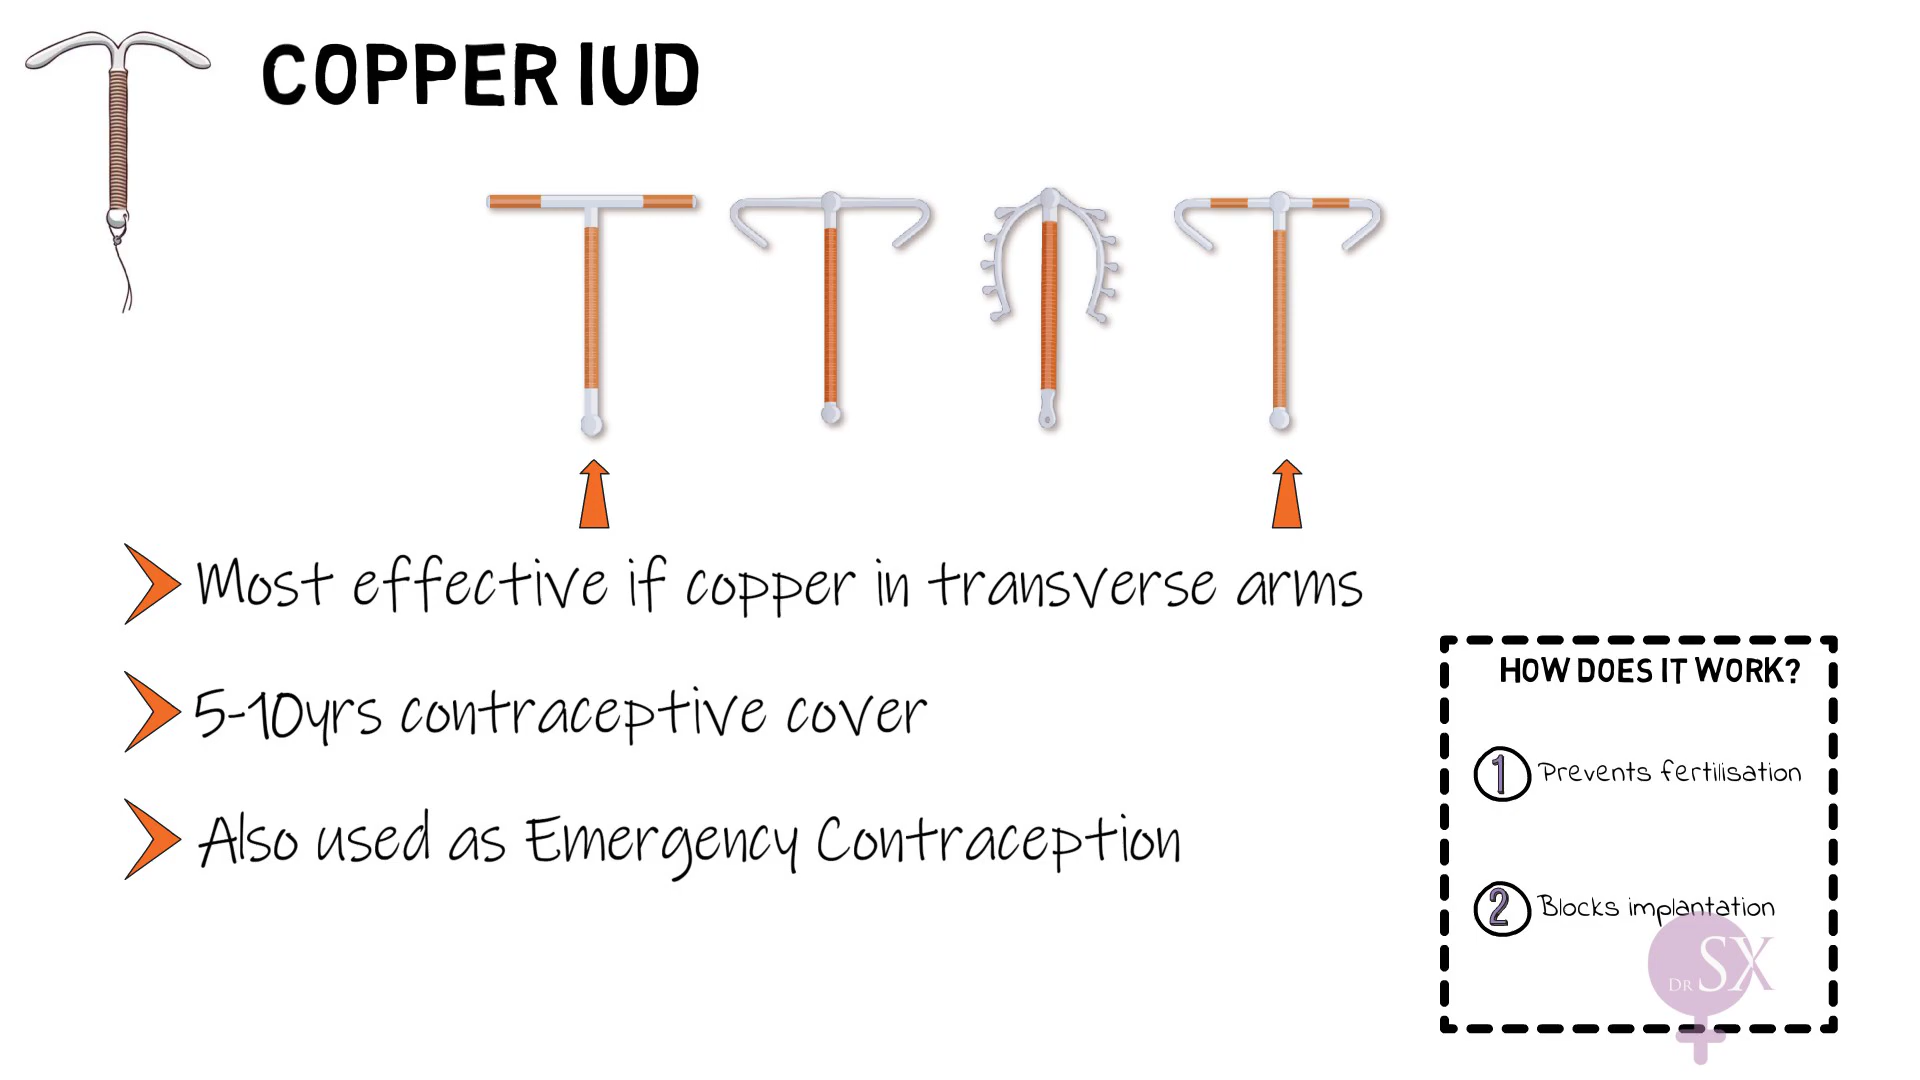 COPPER IUD
Most effective if copper in transverse arms
5-10yrs contraceptive cover
Also used as Emergency Contraception
HOW DOES IT WORK?
1 Prevents fertilisation
2 Blocks implantation
DR SX